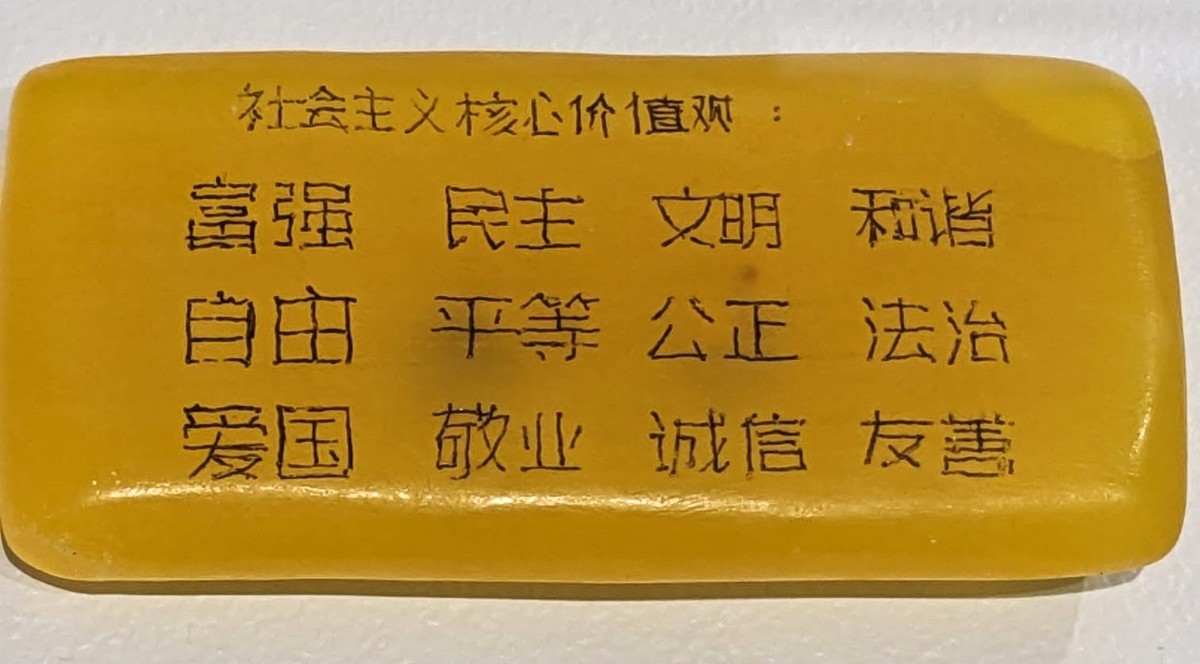 社会主义核心价值观：
富强 民主 文明 和谐
自由 平等 公正 法治
爱国 敬业 诚信 友善